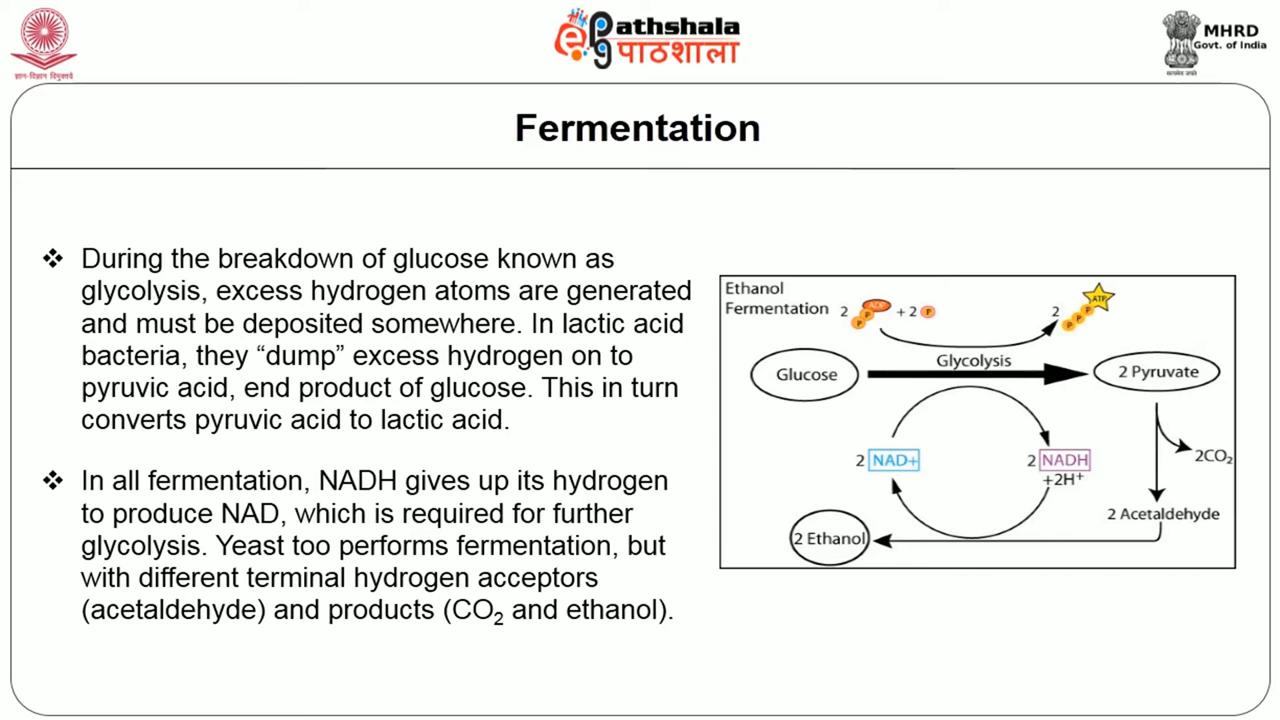 ज्ञान-विज्ञान विमुक्तये
ePG Pathshala
पाठशाला
सत्यमेव जयते
MHRD
Govt. of India
Fermentation
❖ During the breakdown of glucose known as
glycolysis, excess hydrogen atoms are generated
and must be deposited somewhere. In lactic acid
bacteria, they “dump” excess hydrogen on to
pyruvic acid, end product of glucose. This in turn
converts pyruvic acid to lactic acid.
❖ In all fermentation, NADH gives up its hydrogen
to produce NAD, which is required for further
glycolysis. Yeast too performs fermentation, but
with different terminal hydrogen acceptors
(acetaldehyde) and products (CO₂ and ethanol).
Ethanol
Fermentation
2 ADP P P + 2 P
2 ATP P P P
Glycolysis
Glucose
2 Pyruvate
2 NAD+
2 NADH
+2H⁺
2CO₂
2 Acetaldehyde
2 Ethanol